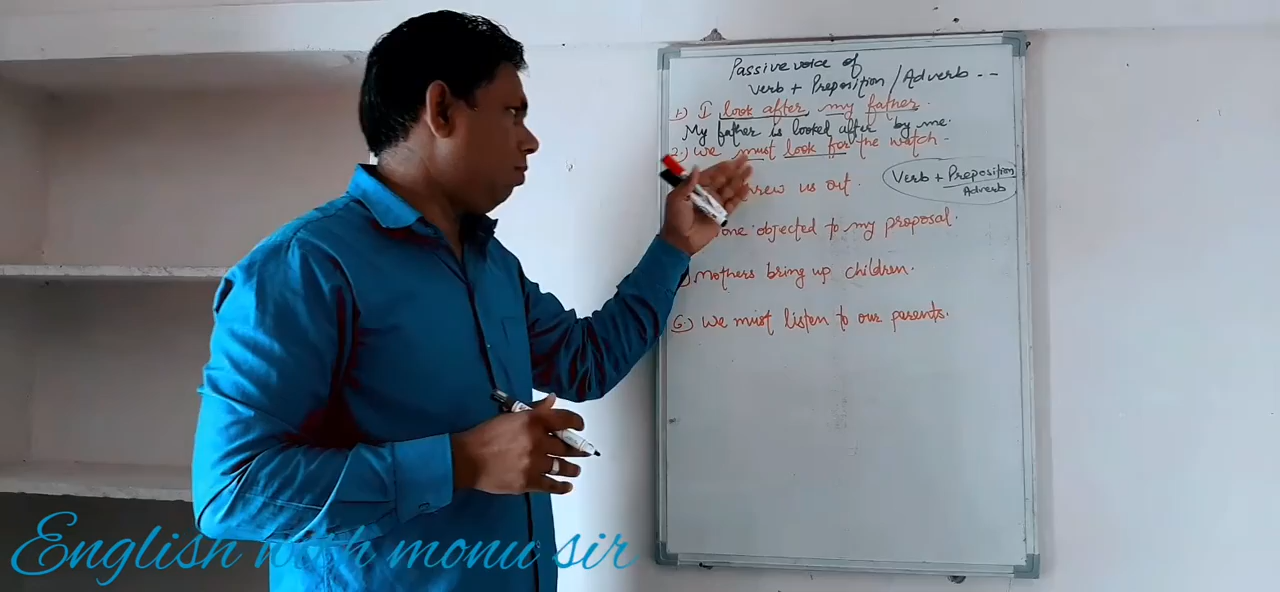 Passive voice of
Verb + Preposition / Adverb --
1.) I look after my father.
My father is looked after by me.
2.) We must look for the watch.
us out.
Verb + Preposition
Adverb
objected to my proposal.
Mothers bring up children.
6.) We must listen to our parents.
English with monu sir